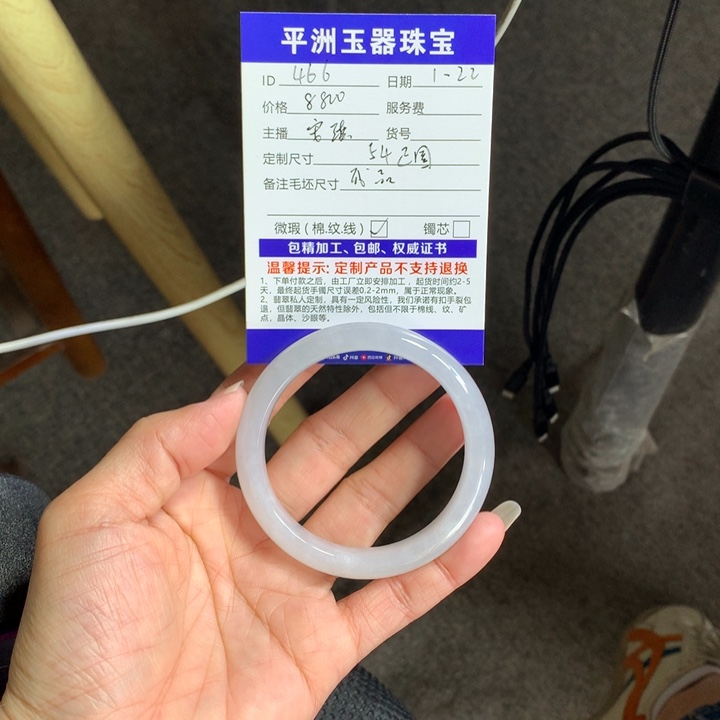 平洲玉器珠宝
ID 466 日期 1-22
价格 8800 服务费
主播 货号
定制尺寸 54正圆
备注毛坯尺寸 成品
微瑕(棉.纹.线) ☑ 镯芯 ☐
包精加工、包邮、权威证书
温馨提示: 定制产品不支持退换
1、下单付款之后，由工厂立即安排加工，起货时间约2-5
天，最终起货手镯尺寸误差0.2-2mm，属于正常现象。
2、翡翠私人定制，具有一定风险性，我们承诺有扣手裂包
退，但翡翠的天然特性除外，包括但不限于棉线、纹、矿
点，晶体、沙眼等。
抖音